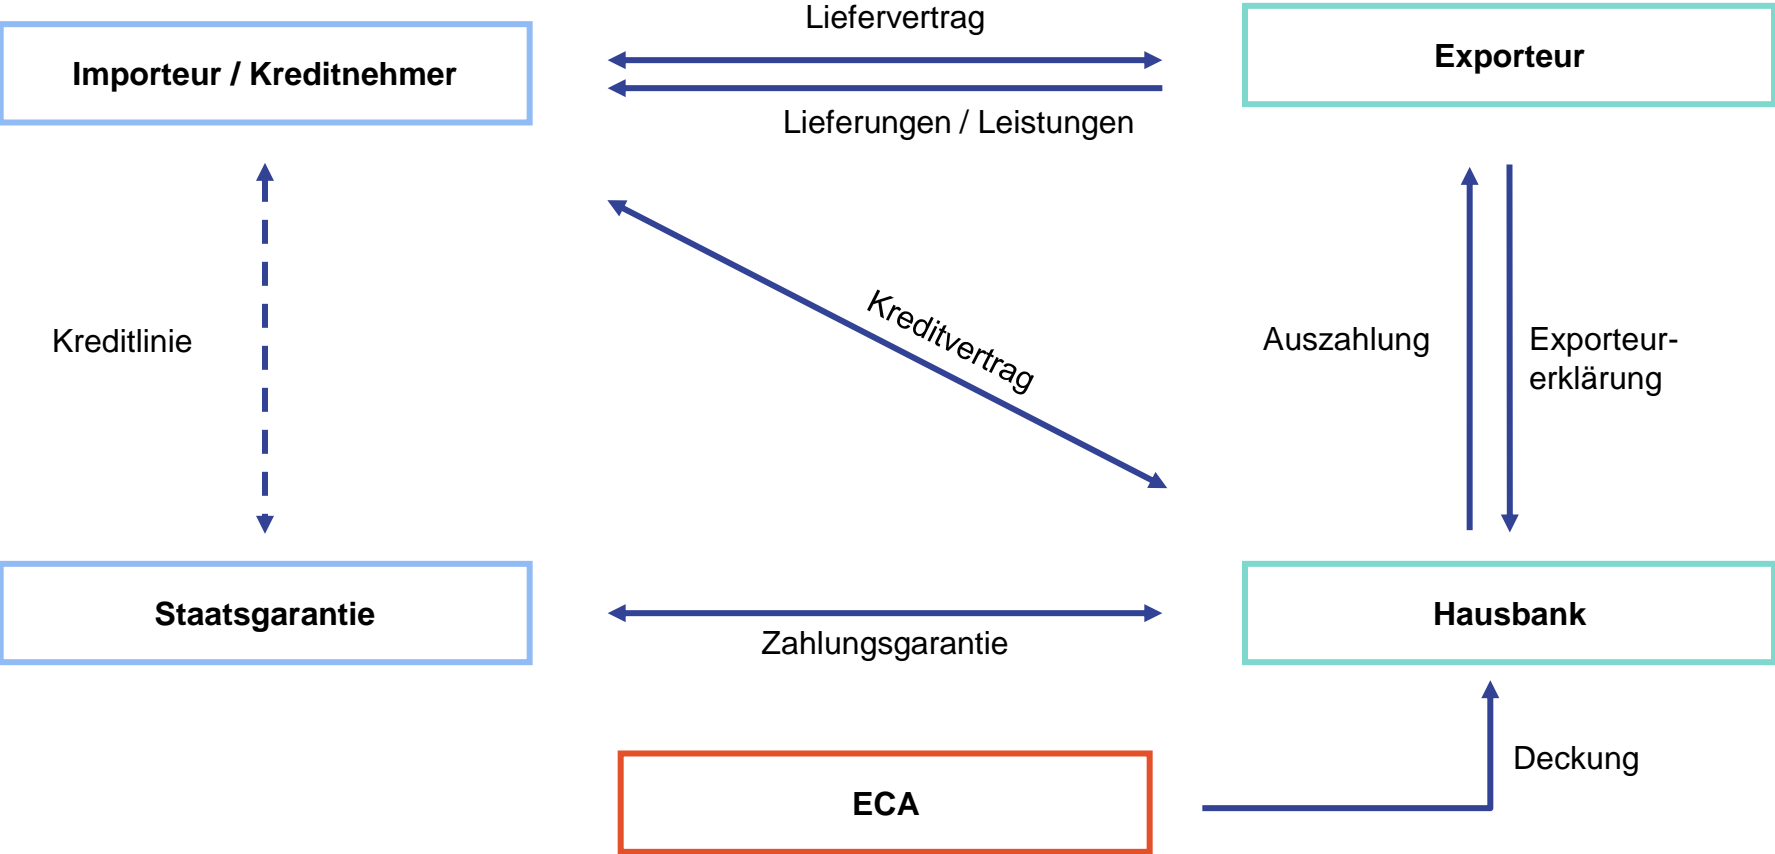 Liefervertrag
Importeur / Kreditnehmer
Exporteur
Lieferungen / Leistungen
Kreditlinie
Kreditvertrag
Auszahlung
Exporteur-
erklärung
Staatsgarantie
Zahlungsgarantie
Hausbank
ECA
Deckung